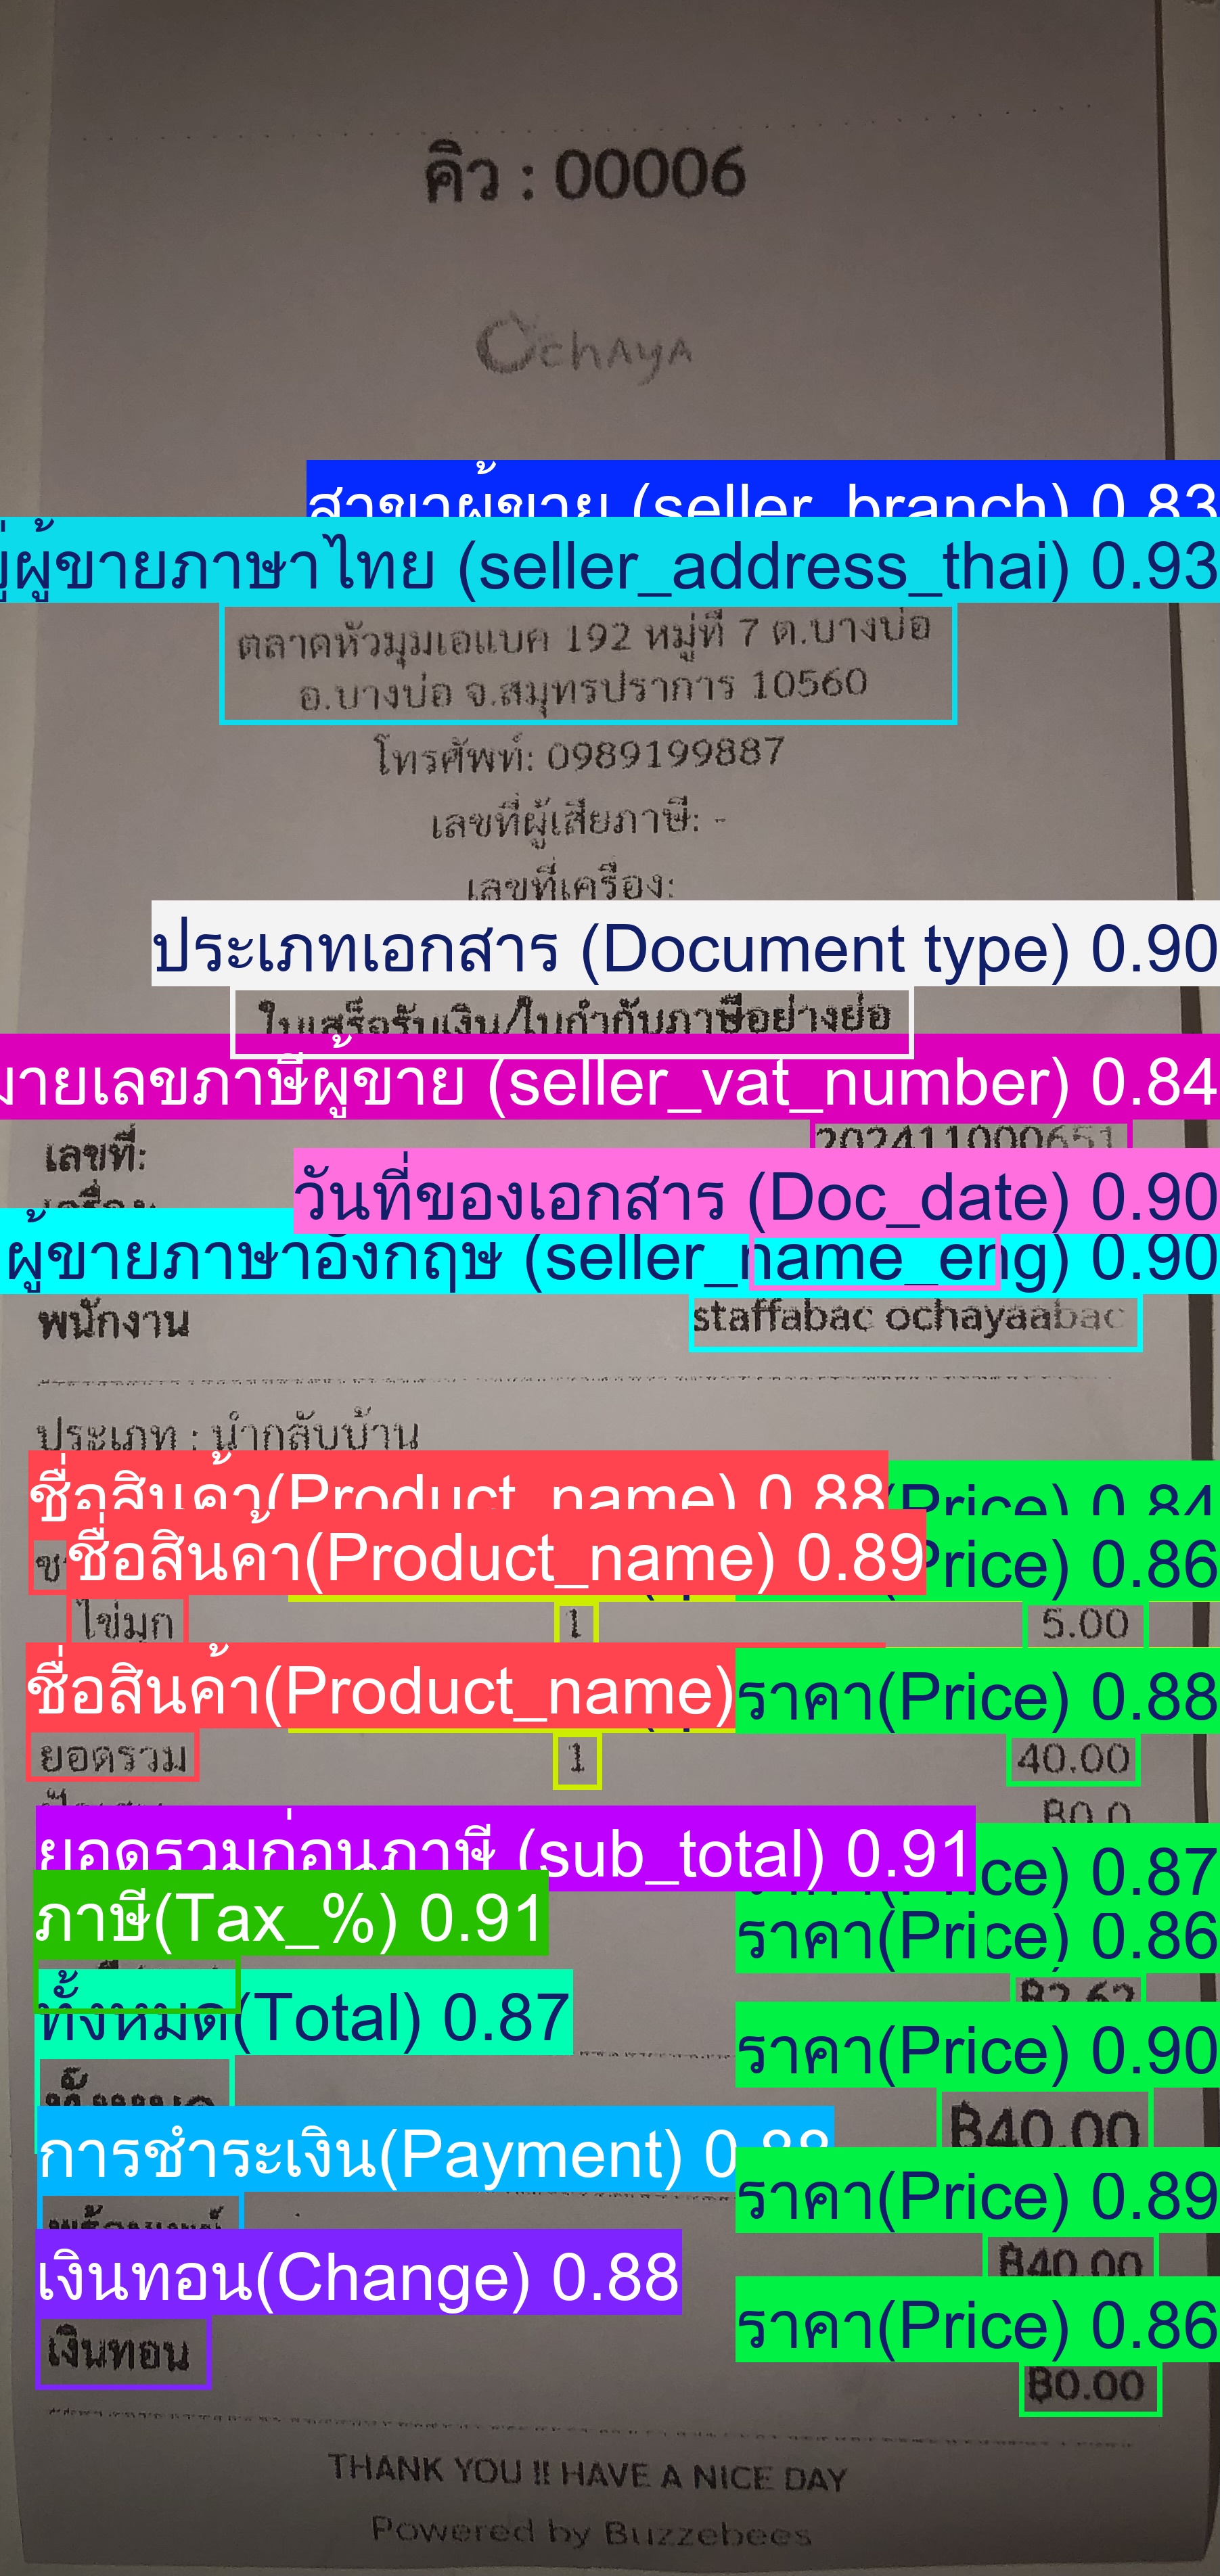 คิว : 00006
OchAyA
สาขาผู้ขาย (seller_branch) 0.83
ผู้ขายภาษาไทย (seller_address_thai) 0.93
ตลาดหัวมุมเอแบค 192 หมู่ที่ 7 ต.บางบ่อ
อ.บางบ่อ จ.สมุทรปราการ 10560
โทรศัพท์: 0989199887
เลขที่ผู้เสียภาษี: -
เลขที่เครื่อง:
ประเภทเอกสาร (Document type) 0.90
ใบเสร็จรับเงิน/ใบกำกับภาษีอย่างย่อ
ายเลขภาษีผู้ขาย (seller_vat_number) 0.84
เลขที่: 202411000651
วันที่ของเอกสาร (Doc_date) 0.90
ผู้ขายภาษาอังกฤษ (seller_name_eng) 0.90
พนักงาน staffabac ochayaabac
ประเภท : นำกลับบ้าน
ชื่อสินค้า(Product_name) 0.88 (Price) 0.84
ชื่อสินค้า(Product_name) 0.89 Price) 0.86
ไข่มุก 1 5.00
ชื่อสินค้า(Product_name) ราคา(Price) 0.88
ยอดรวม 1 40.00
฿0.0
ยอดรวมก่อนภาษี (sub_total) 0.91 ce) 0.87
ภาษี(Tax_%) 0.91 ราคา(Price) 0.86
฿2.62
ทั้งหมด(Total) 0.87 ราคา(Price) 0.90
ทั้งหมด ฿40.00
การชำระเงิน(Payment) 0.88 ราคา(Price) 0.89
พร้อมเพย์ ฿40.00
เงินทอน(Change) 0.88 ราคา(Price) 0.86
เงินทอน ฿0.00
THANK YOU !! HAVE A NICE DAY
Powered by Buzzebees